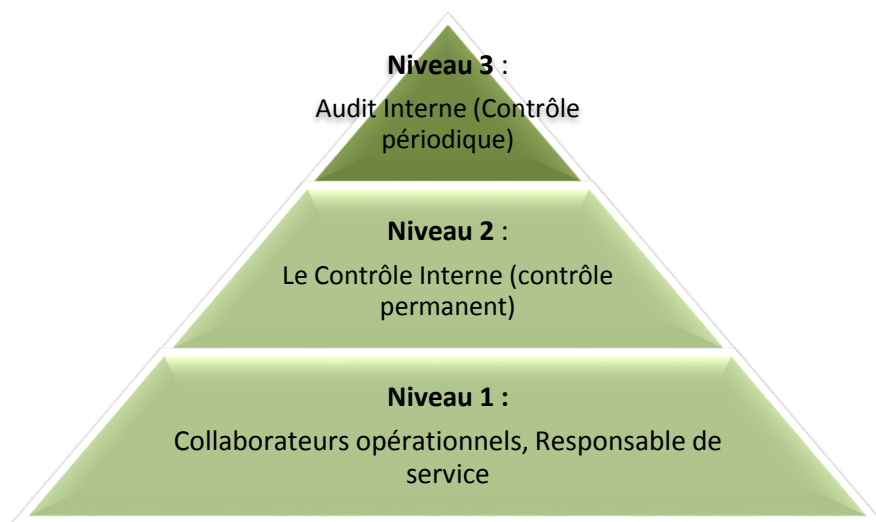 Niveau 3 :
Audit Interne (Contrôle
périodique)
Niveau 2 :
Le Contrôle Interne (contrôle
permanent)
Niveau 1 :
Collaborateurs opérationnels, Responsable de
service